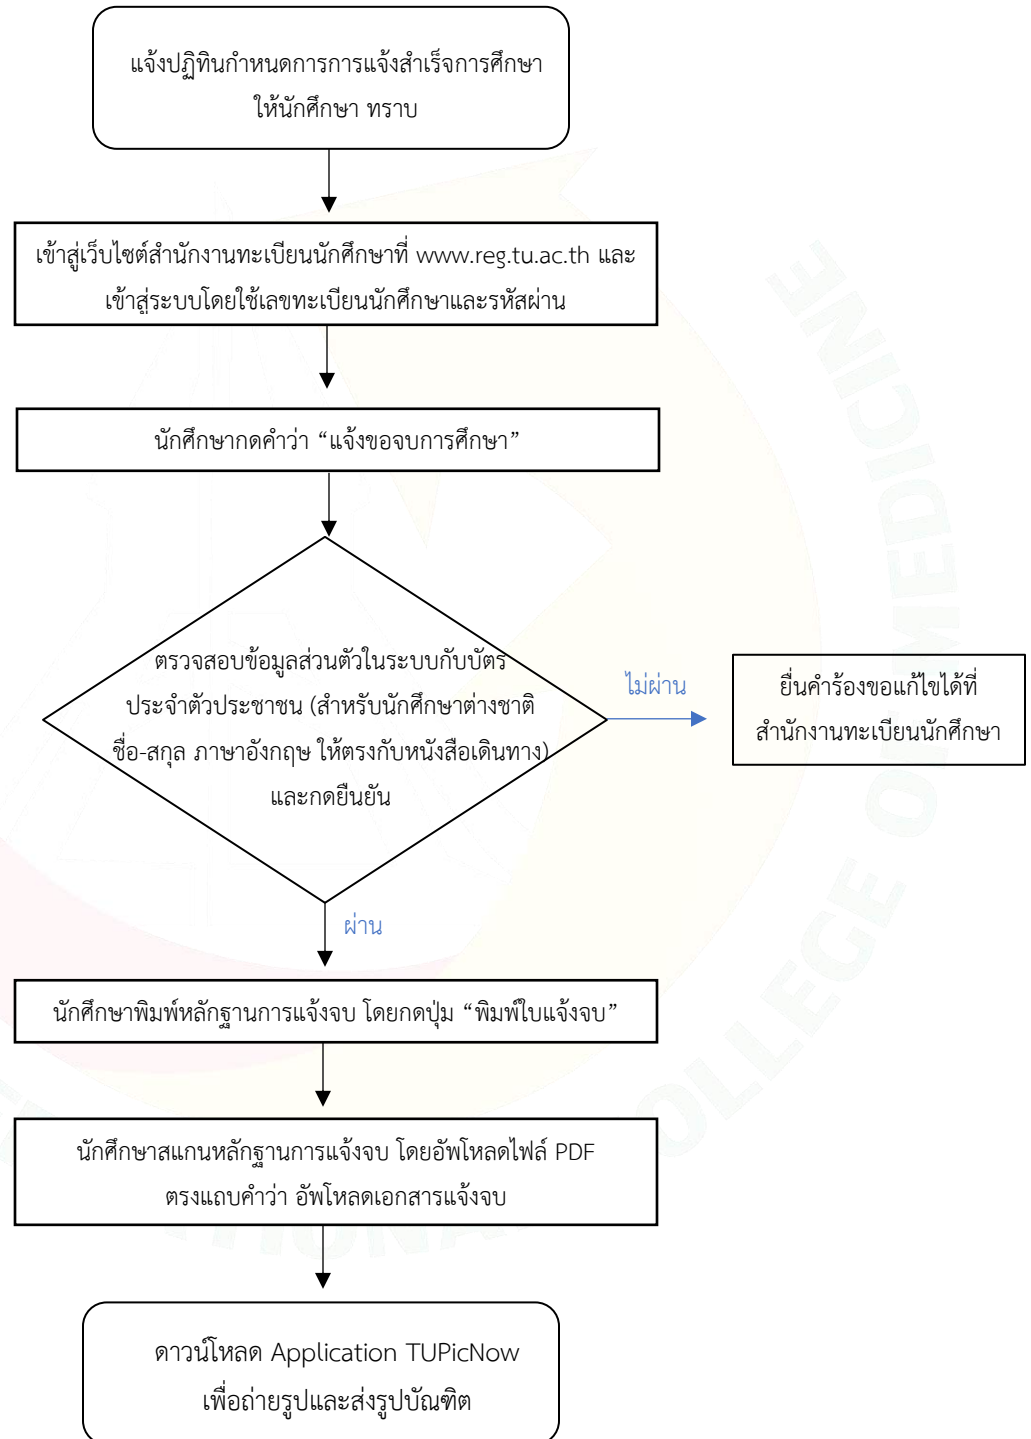 แจ้งปฏิทินกำหนดการการแจ้งสำเร็จการศึกษา
ให้นักศึกษา ทราบ
เข้าสู่เว็บไซต์สำนักงานทะเบียนนักศึกษาที่ www.reg.tu.ac.th และ
เข้าสู่ระบบโดยใช้เลขทะเบียนนักศึกษาและรหัสผ่าน
นักศึกษากดคำว่า “แจ้งขอจบการศึกษา”
ตรวจสอบข้อมูลส่วนตัวในระบบกับบัตร
ประจำตัวประชาชน (สำหรับนักศึกษาต่างชาติ
ชื่อ-สกุล ภาษาอังกฤษ ให้ตรงกับหนังสือเดินทาง)
และกดยืนยัน
ไม่ผ่าน
ยื่นคำร้องขอแก้ไขได้ที่
สำนักงานทะเบียนนักศึกษา
ผ่าน
นักศึกษาพิมพ์หลักฐานการแจ้งจบ โดยกดปุ่ม “พิมพ์ใบแจ้งจบ”
นักศึกษาสแกนหลักฐานการแจ้งจบ โดยอัพโหลดไฟล์ PDF
ตรงแถบคำว่า อัพโหลดเอกสารแจ้งจบ
ดาวน์โหลด Application TUPicNow
เพื่อถ่ายรูปและส่งรูปบัณฑิต
OLLEGE OF MEDICINE